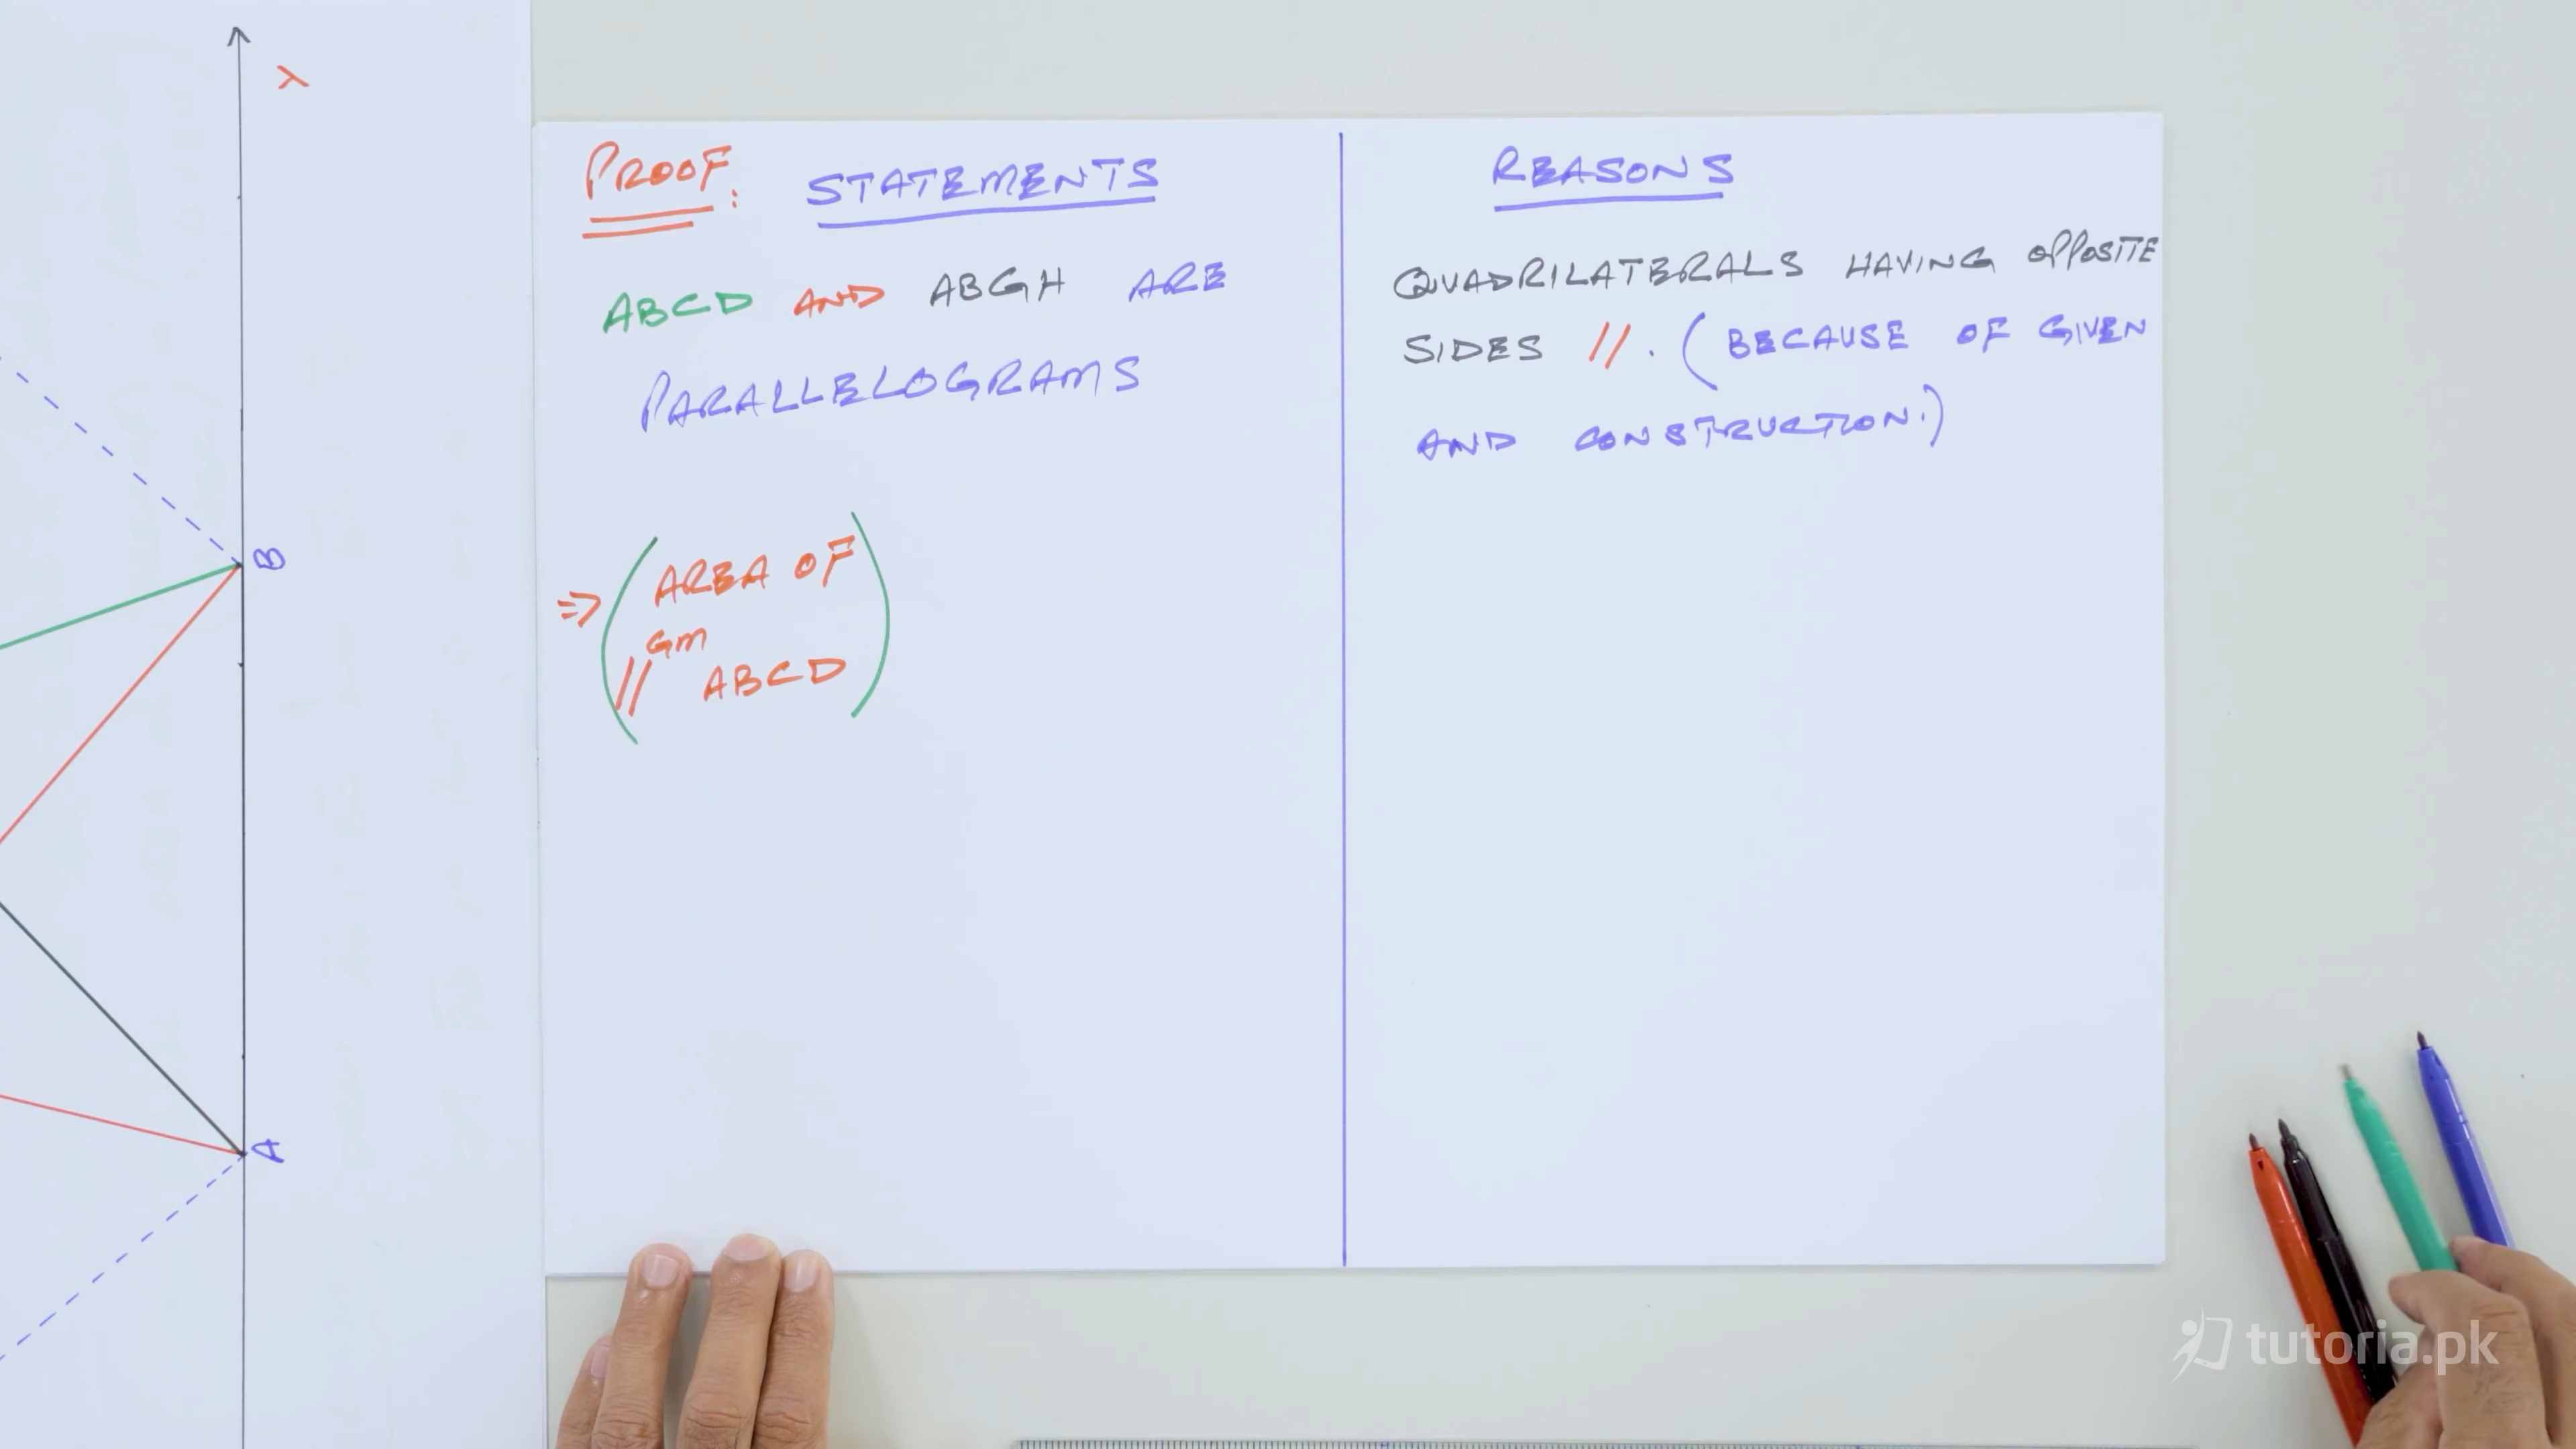 PROOF: STATEMENTS
ABCD AND ABGH ARE
PARALLELOGRAMS
⇒ ( AREA OF
//GM ABCD )
REASONS
QUADRILATERALS HAVING OPPOSITE
SIDES //. (BECAUSE OF GIVEN
AND CONSTRUCTION.)
B
A
tutoria.pk